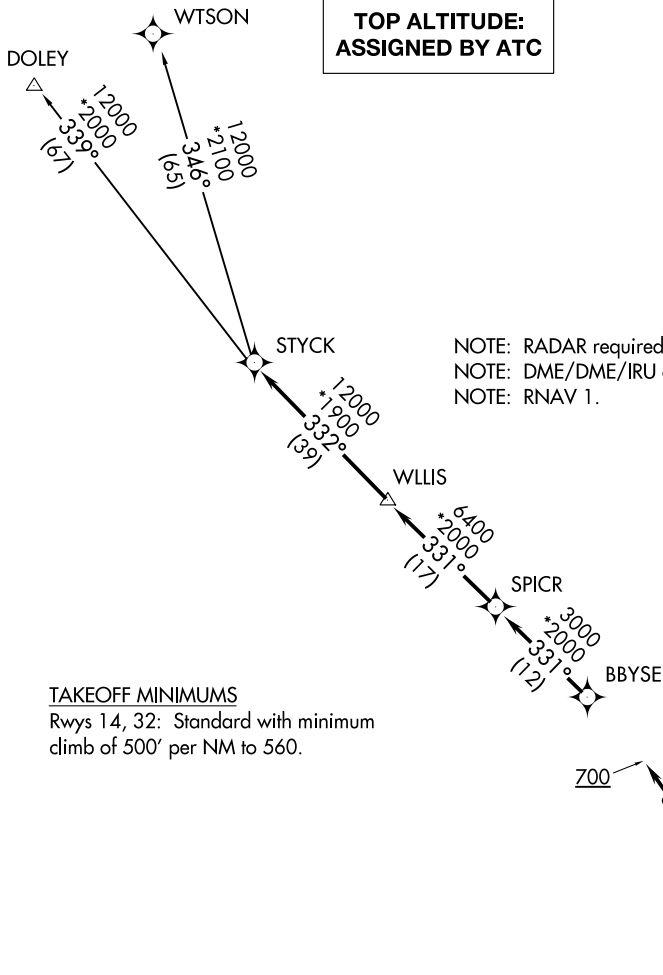 TOP ALTITUDE:
ASSIGNED BY ATC
WTSON
DOLEY
12000
*2000
339°
(67)
12000
*2100
346°
(65)
STYCK
NOTE: RADAR required
NOTE: DME/DME/IRU
NOTE: RNAV 1.
12000
*1900
332°
(39)
WLLIS
6400
*2000
331°
(17)
SPICR
3000
*2000
331°
(12)
BBYSE
TAKEOFF MINIMUMS
Rwys 14, 32: Standard with minimum
climb of 500' per NM to 560.
700